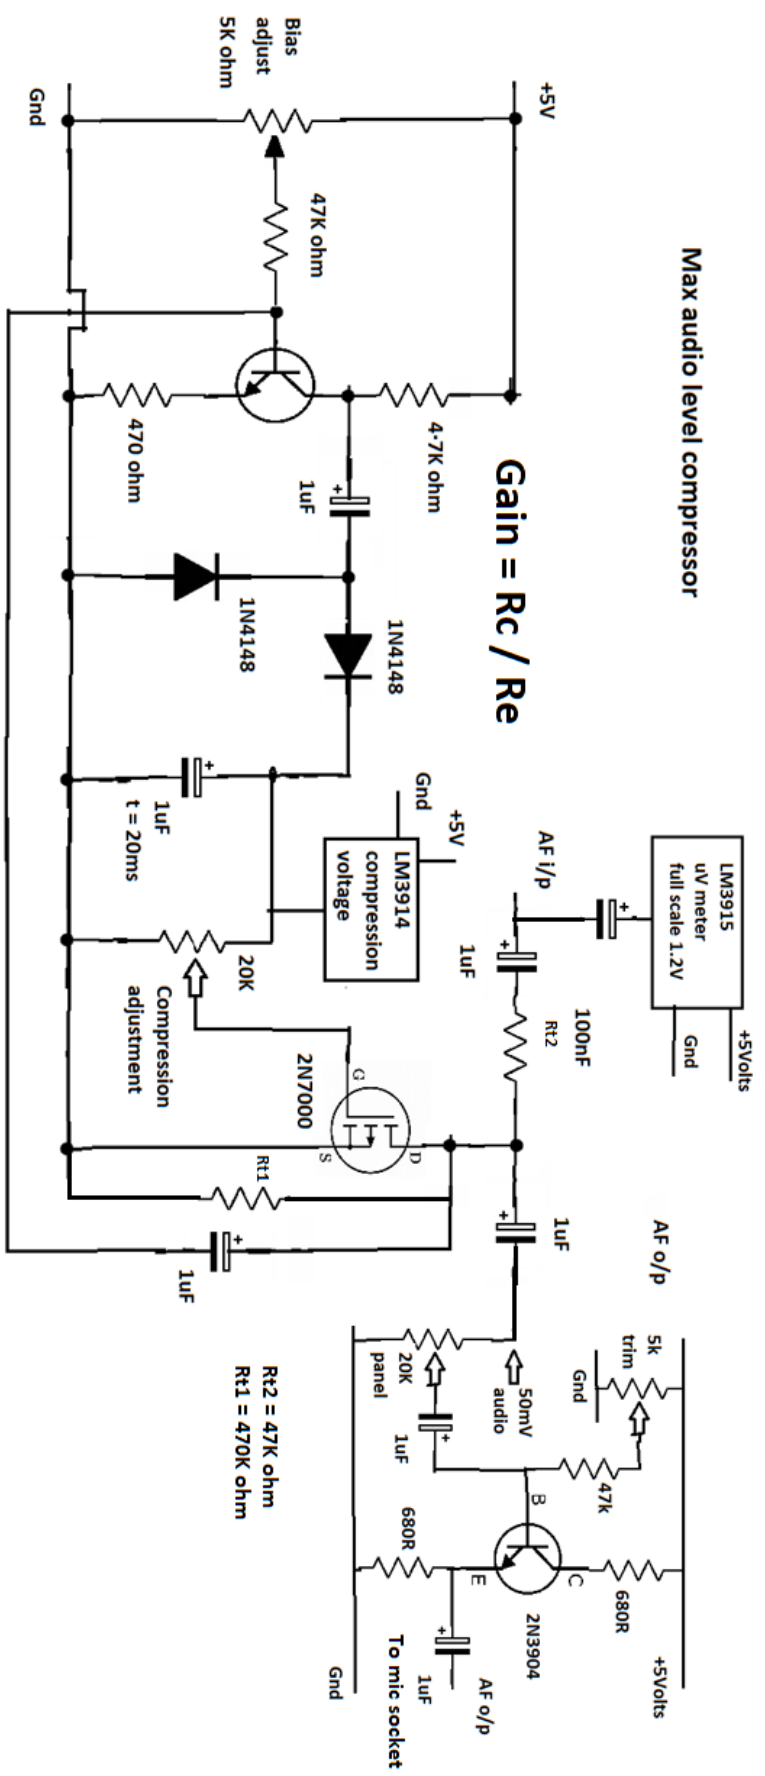 Max audio level compressor
Gain = Rc / Re
+5V
Bias
adjust
5K ohm
Gnd
47K ohm
4·7K ohm
470 ohm
1uF
+
1N4148
1N4148
+
1uF
t = 20ms
+5V
Gnd
LM3914
compression
voltage
20K
Compression
adjustment
LM3915
uV meter
full scale 1.2V
+5Volts
Gnd
+
AF i/p
+
1uF
100nF
Rt2
G
D
S
2N7000
Rt1
+
1uF
+
1uF
AF o/p
5k
trim
Gnd
50mV
audio
20K
panel
+
1uF
47k
B
C
E
680R
680R
2N3904
+5Volts
+
1uF
AF o/p
To mic socket
Gnd
Rt2 = 47K ohm
Rt1 = 470K ohm